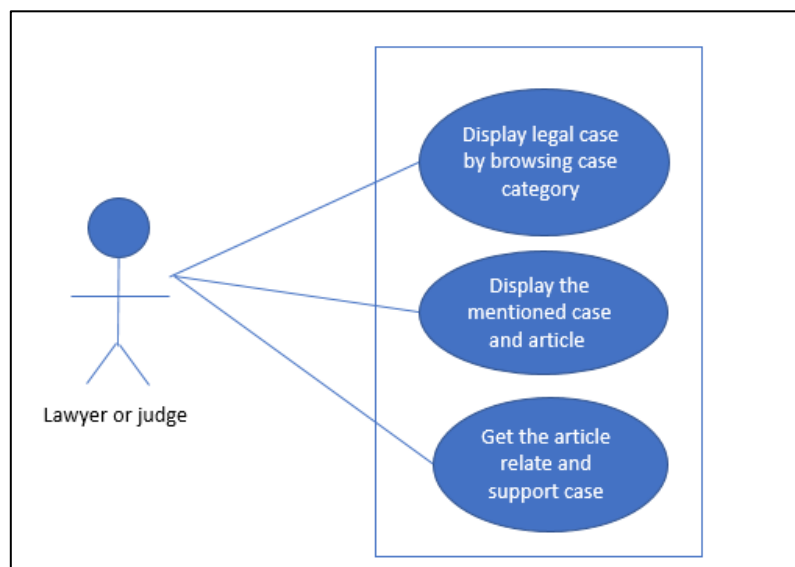 Display legal case
by browsing case
category
Display the
mentioned case
and article
Lawyer or judge
Get the article
relate and
support case